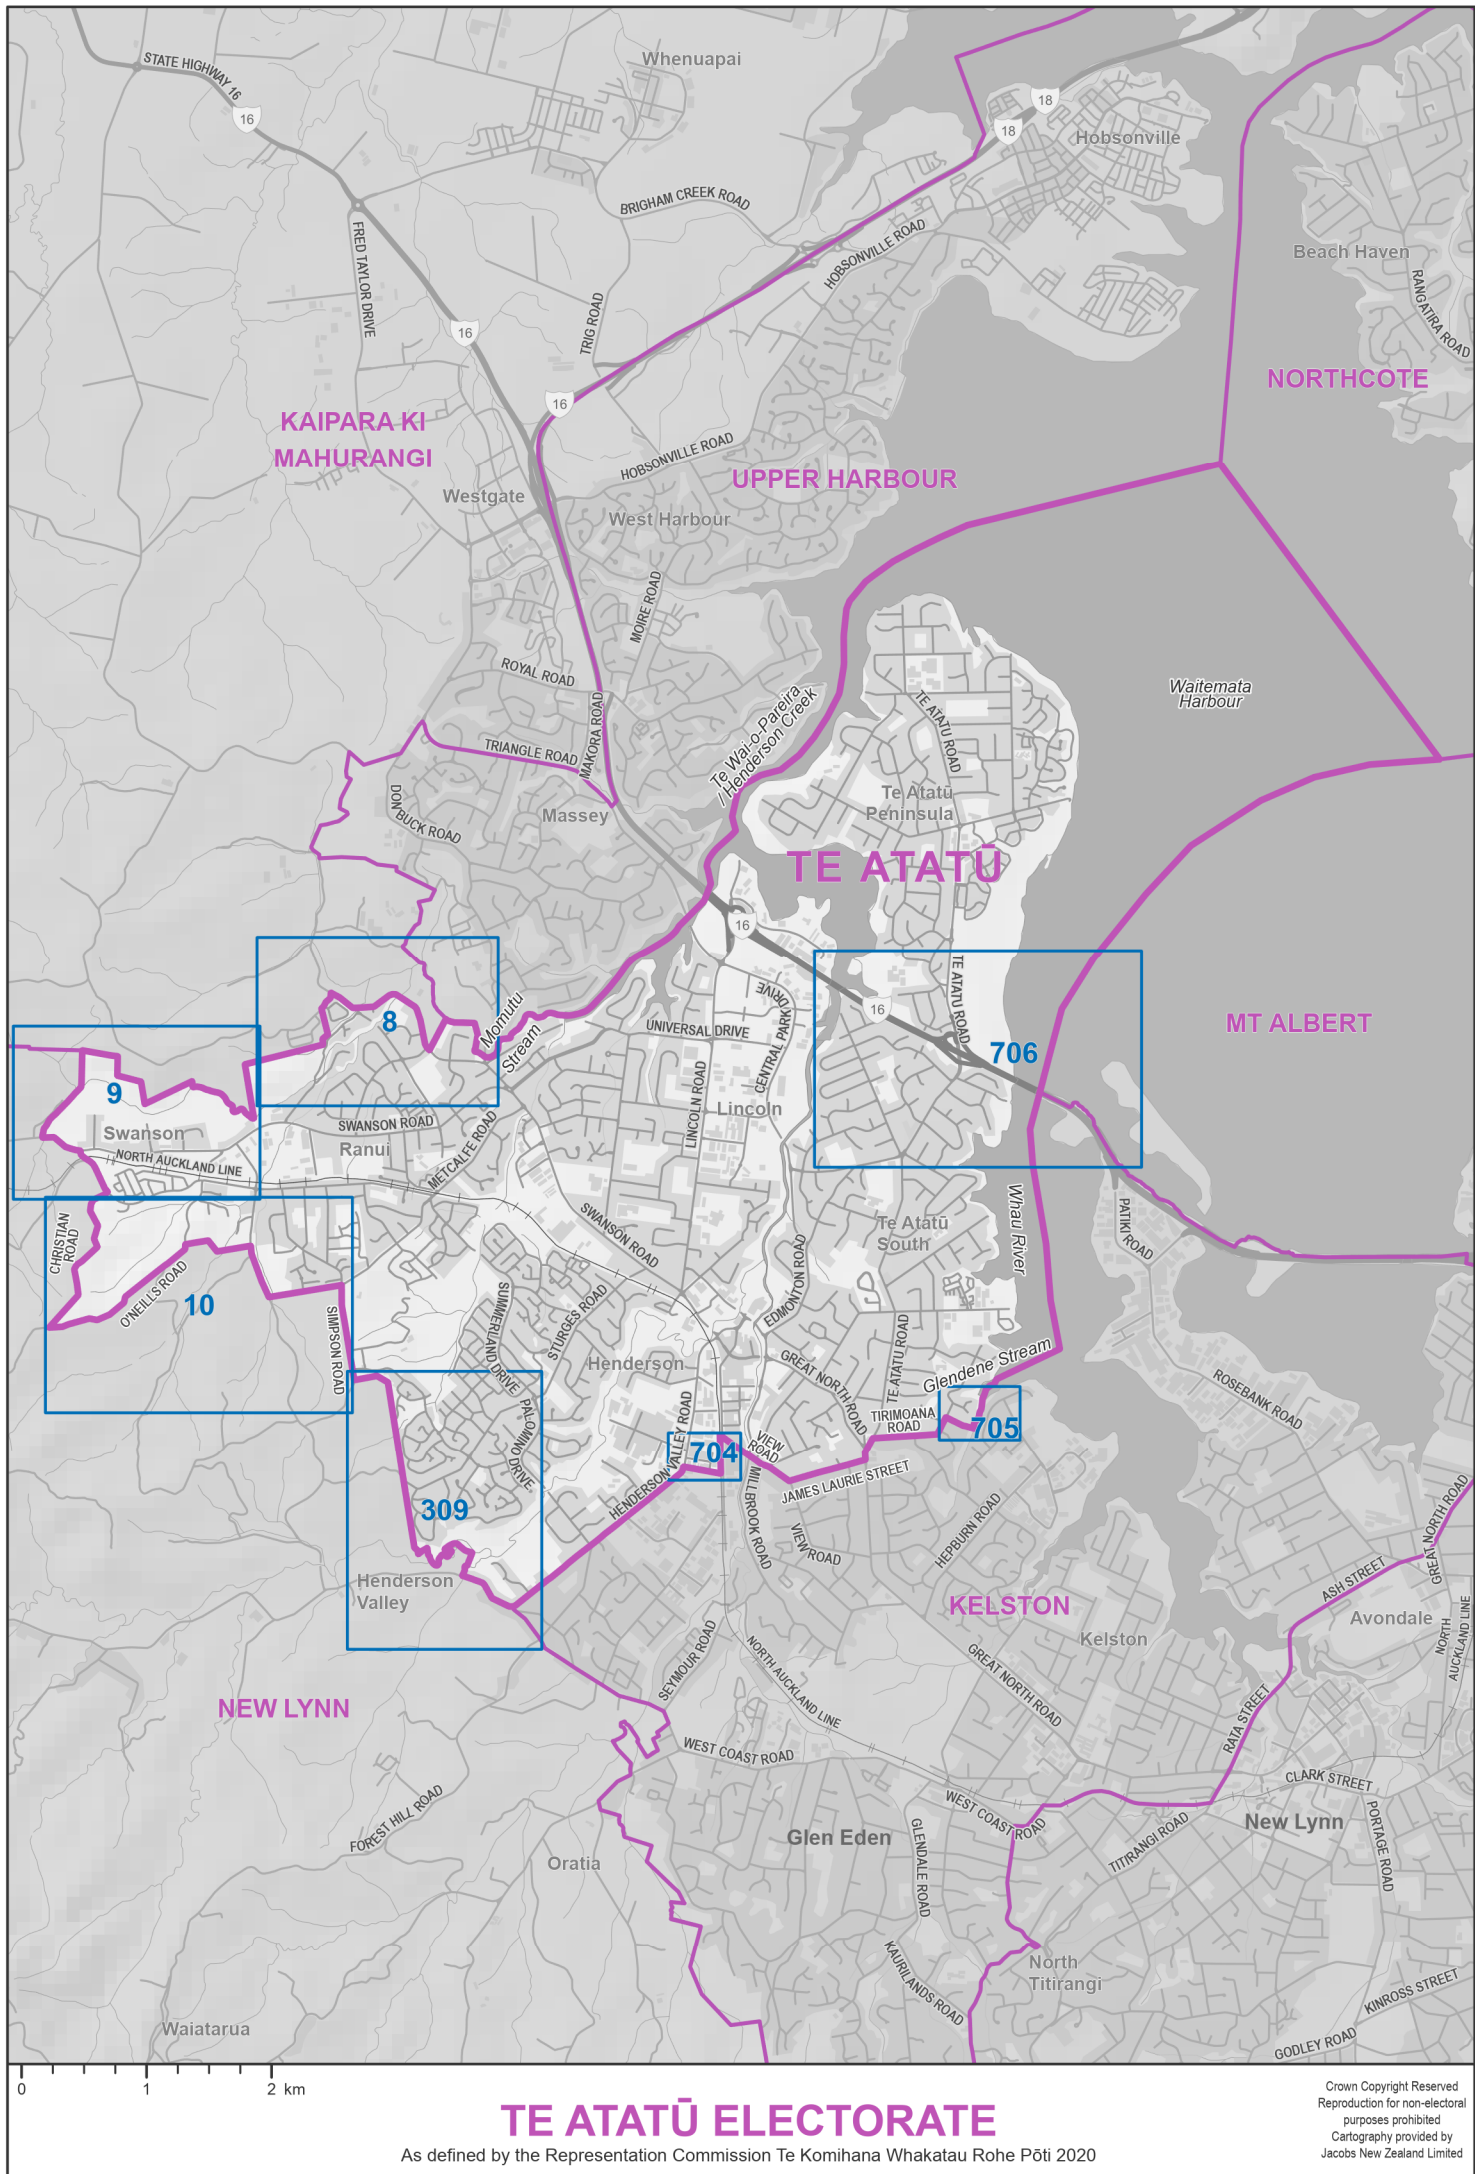 STATE HIGHWAY 16
16
Whenuapai
18
18
Hobsonville
BRIGHAM CREEK ROAD
HOBSONVILLE ROAD
FRED TAYLOR DRIVE
Beach Haven
RANGATIRA ROAD
TRIG ROAD
16
NORTHCOTE
16
KAIPARA KI
MAHURANGI
HOBSONVILLE ROAD
UPPER HARBOUR
Westgate
West Harbour
MOIRE ROAD
ROYAL ROAD
MAKORA ROAD
TRIANGLE ROAD
Te Wai-o-Pareira
/ Henderson Creek
Waitemata
Harbour
TE ATATU ROAD
DON BUCK ROAD
Massey
Te Atatū
Peninsula
TE ATATŪ
16
TE ATATU ROAD
CENTRAL PARK DRIVE
16
8
Momutu
Stream
UNIVERSAL DRIVE
MT ALBERT
706
9
LINCOLN ROAD
Lincoln
Swanson
SWANSON ROAD
Ranui
METCALFE ROAD
NORTH AUCKLAND LINE
CHRISTIAN
ROAD
SWANSON ROAD
Te Atatū
South
Whau River
PATIKI ROAD
O'NEILLS ROAD
10
SIMPSON ROAD
SUMMERLAND DRIVE
STURGES ROAD
EDMONTON ROAD
Henderson
GREAT NORTH ROAD
TE ATATU ROAD
Glendene Stream
ROSEBANK ROAD
PALOMINO DRIVE
HENDERSON VALLEY ROAD
TIRIMOANA
ROAD
705
704
VIEW
ROAD
JAMES LAURIE STREET
309
MILLBROOK ROAD
VIEW ROAD
HEPBURN ROAD
GREAT NORTH ROAD
ASH STREET
Henderson
Valley
KELSTON
Avondale
Kelston
NORTH
AUCKLAND LINE
SEYMOUR ROAD
NORTH AUCKLAND LINE
GREAT NORTH ROAD
NEW LYNN
RATA STREET
WEST COAST ROAD
CLARK STREET
FOREST HILL ROAD
WEST COAST ROAD
Glen Eden
New Lynn
TITIRANGI ROAD
PORTAGE ROAD
Oratia
GLENDALE ROAD
KAURILANDS ROAD
North
Titirangi
KINROSS STREET
Waiatarua
GODLEY ROAD
0 1 2 km
TE ATATŪ ELECTORATE
As defined by the Representation Commission Te Komihana Whakatau Rohe Pōti 2020
Crown Copyright Reserved
Reproduction for non-electoral
purposes prohibited
Cartography provided by
Jacobs New Zealand Limited